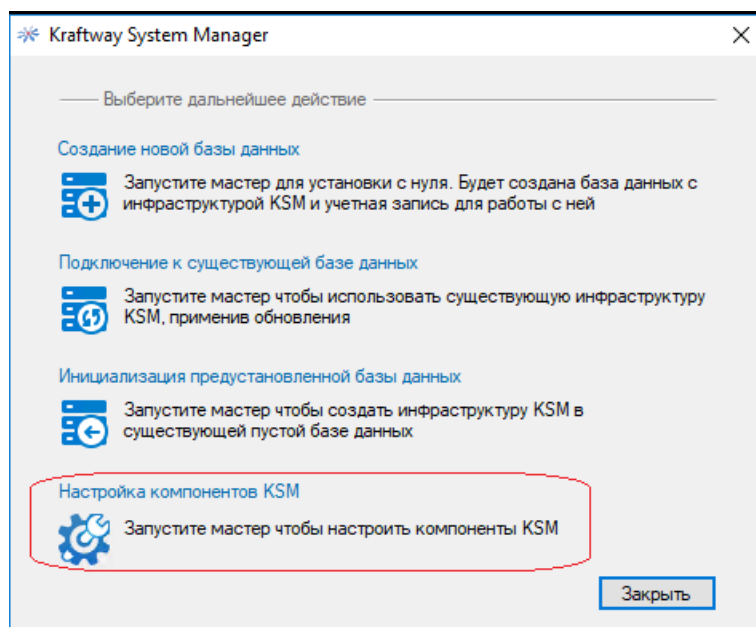 Kraftway System Manager
Выберите дальнейшее действие
Создание новой базы данных
Запустите мастер для установки с нуля. Будет создана база данных с
инфраструктурой KSM и учетная запись для работы с ней
Подключение к существующей базе данных
Запустите мастер чтобы использовать существующую инфраструктуру
KSM, применив обновления
Инициализация предустановленной базы данных
Запустите мастер чтобы создать инфраструктуру KSM в
существующей пустой базе данных
Настройка компонентов KSM
Запустите мастер чтобы настроить компоненты KSM
Закрыть